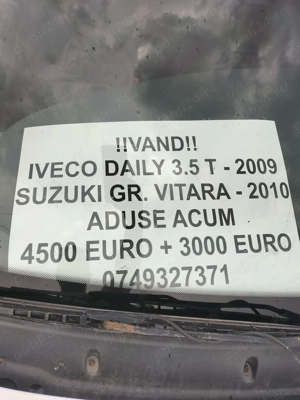 !!VAND!!
IVECO DAILY 3.5 T - 2009
SUZUKI GR. VITARA - 2010
ADUSE ACUM
4500 EURO + 3000 EURO
0749327371